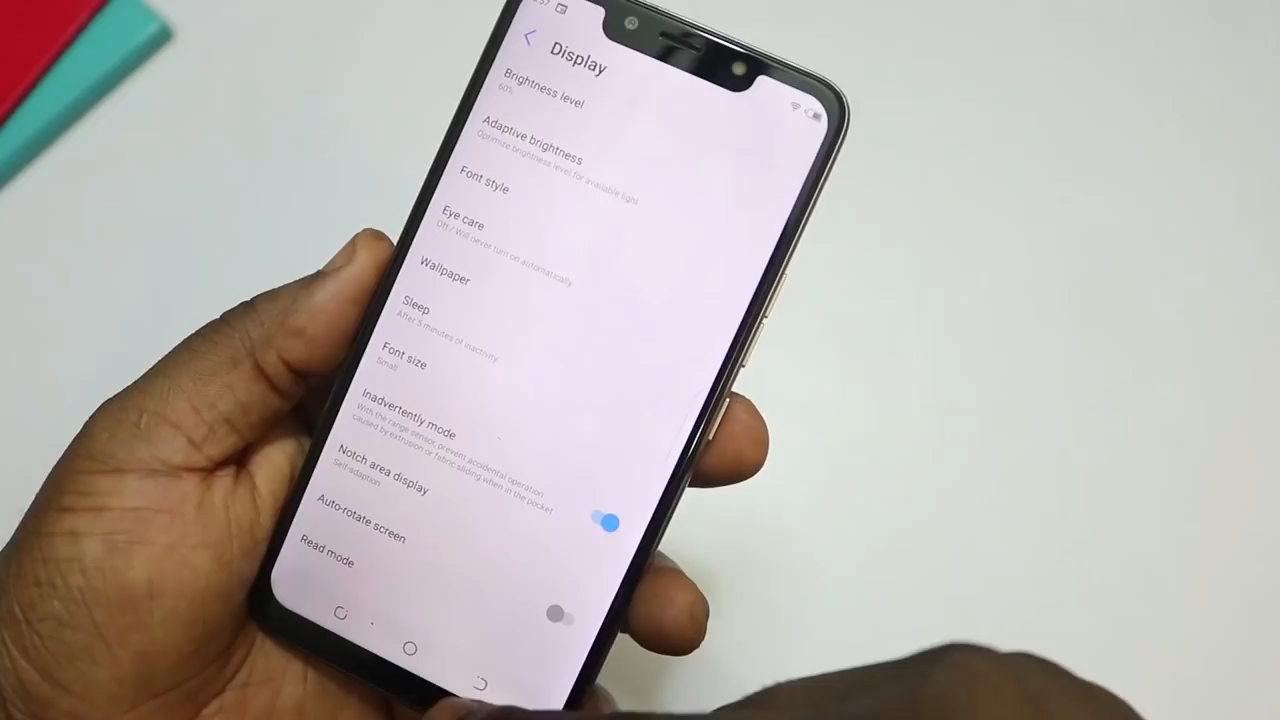 Display
Brightness level
60%
Adaptive brightness
Optimize brightness level for available light
Font style
Eye care
Off / Will never turn on automatically
Wallpaper
Sleep
After 5 minutes of inactivity
Font size
Small
Inadvertently mode
With the range sensor, prevent accidental operation
caused by extrusion or fabric sliding when in the pocket
Notch area display
Self-adaption
Auto-rotate screen
Read mode